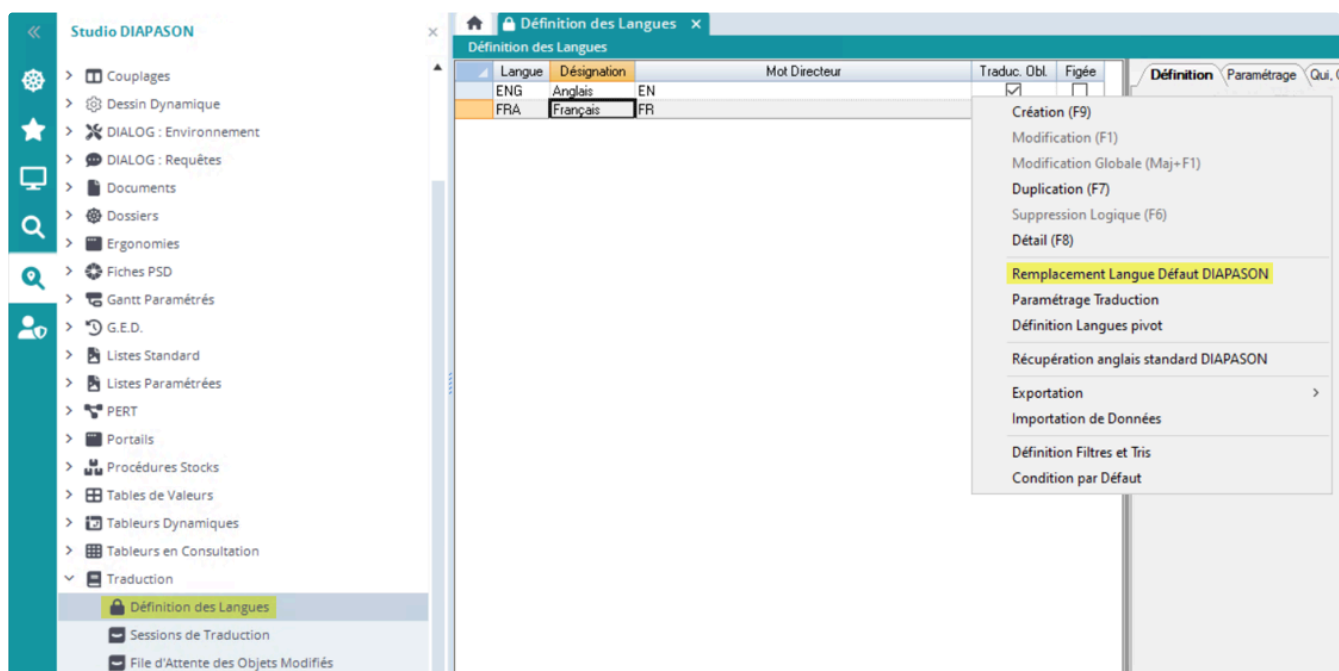 Studio DIAPASON
Couplages
Dessin Dynamique
DIALOG : Environnement
DIALOG : Requêtes
Documents
Dossiers
Ergonomies
Fiches PSD
Gantt Paramétrés
G.E.D.
Listes Standard
Listes Paramétrées
PERT
Portails
Procédures Stocks
Tables de Valeurs
Tableurs Dynamiques
Tableurs en Consultation
Traduction
Définition des Langues
Sessions de Traduction
File d'Attente des Objets Modifiés
Définition des Langues
Définition des Langues
Langue Désignation Mot Directeur Traduc. Obl. Figée
ENG Anglais EN
FRA Français FR
Définition Paramétrage Qui,
Création (F9)
Modification (F1)
Modification Globale (Maj+F1)
Duplication (F7)
Suppression Logique (F6)
Détail (F8)
Remplacement Langue Défaut DIAPASON
Paramétrage Traduction
Définition Langues pivot
Récupération anglais standard DIAPASON
Exportation
Importation de Données
Définition Filtres et Tris
Condition par Défaut